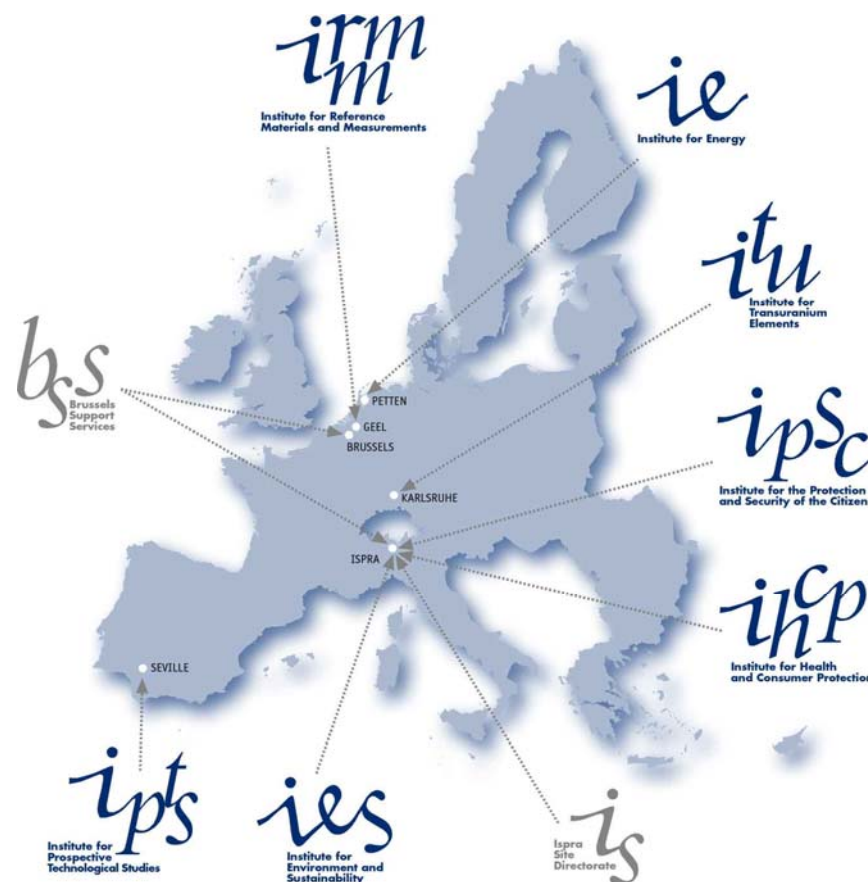 irmm
Institute for Reference
Materials and Measurements
ie
Institute for Energy
itu
Institute for
Transuranium
Elements
bss
Brussels
Support
Services
PETTEN
GEEL
BRUSSELS
KARLSRUHE
ipsc
Institute for the Protection
and Security of the Citizen
ISPRA
ihcp
Institute for Health
and Consumer Protection
SEVILLE
ipts
Institute for
Prospective
Technological Studies
ies
Institute for
Environment and
Sustainability
is
Ispra
Site
Directorate